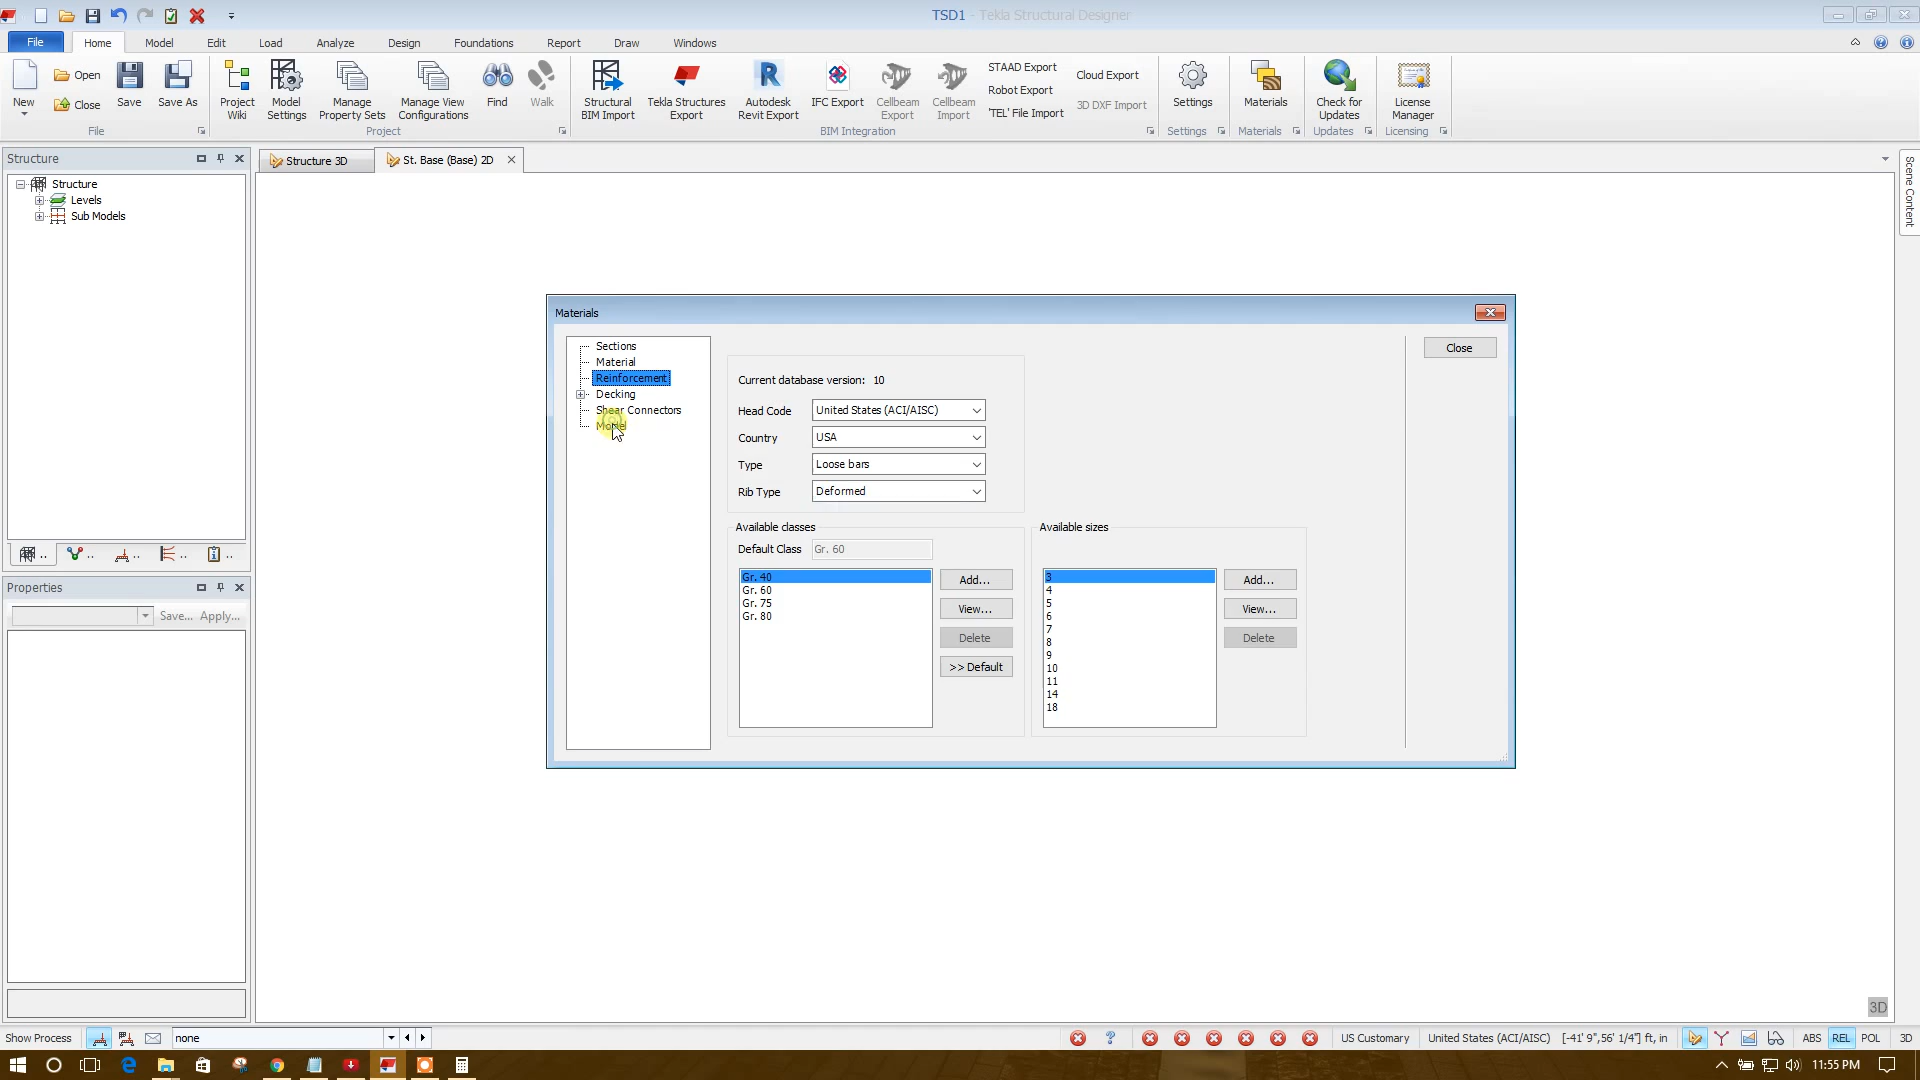 TSD1 - Tekla Structural Designer
File
Home
Model
Edit
Load
Analyze
Design
Foundations
Report
Draw
Windows
New
Open
Close
Save
Save As
File
Project Wiki
Model Settings
Manage Property Sets
Manage View Configurations
Find
Walk
Project
Structural BIM Import
Tekla Structures Export
Autodesk Revit Export
IFC Export
Cellbeam Export
Cellbeam Import
STAAD Export
Robot Export
'TEL' File Import
Cloud Export
3D DXF Import
BIM Integration
Settings
Settings
Materials
Materials
Check for Updates
Updates
License Manager
Licensing
Structure
Structure 3D
St. Base (Base) 2D
Scene Content
Structure
Levels
Sub Models
Properties
Save... Apply...
Materials
Sections
Material
Reinforcement
Decking
Shear Connectors
Model
Current database version: 10
Head Code United States (ACI/AISC)
Country USA
Type Loose bars
Rib Type Deformed
Close
Available classes
Default Class Gr. 60
Gr. 40
Gr. 60
Gr. 75
Gr. 80
Add...
View...
Delete
>> Default
Available sizes
3
4
5
6
7
8
9
10
11
14
18
Add...
View...
Delete
3D
Show Process
none
US Customary
United States (ACI/AISC)
[-41' 9",56' 1/4"] ft, in
ABS
REL
POL
3D
11:55 PM